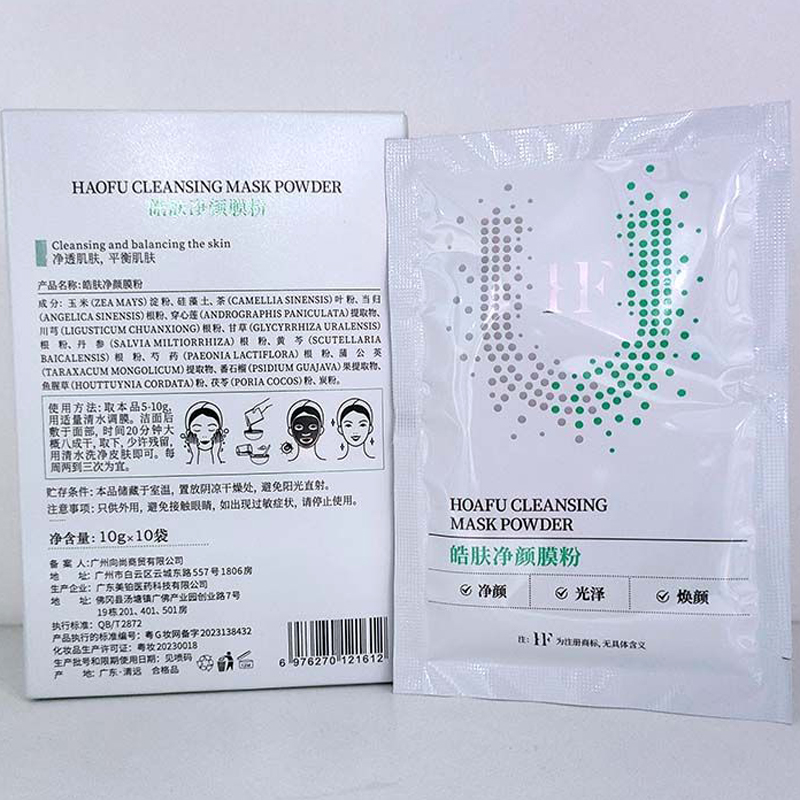 HAOFU CLEANSING MASK POWDER
皓肤净颜膜粉
Cleansing and balancing the skin
净透肌肤, 平衡肌肤
产品名称:皓肤净颜膜粉
成分: 玉米(ZEA MAYS)淀粉、硅藻土、茶(CAMELLIA SINENSIS)叶粉、当归
(ANGELICA SINENSIS)根粉、穿心莲(ANDROGRAPHIS PANICULATA)提取物、
川芎(LIGUSTICUM CHUANXIONG)根粉、甘草(GLYCYRRHIZA URALENSIS)
根粉、丹参(SALVIA MILTIORRHIZA)根粉、黄芩(SCUTELLARIA
BAICALENSIS)根粉、芍药(PAEONIA LACTIFLORA)根粉、蒲公英
(TARAXACUM MONGOLICUM)提取物、番石榴(PSIDIUM GUAJAVA)果提取物、
鱼腥草(HOUTTUYNIA CORDATA)粉、茯苓(PORIA COCOS)粉、炭粉。
使用方法: 取本品5-10g,
用适量清水调膜。洁面后
敷于面部, 时间20分钟大
概八成干, 取下, 少许残留,
用清水洗净皮肤即可。每
周两到三次为宜。
贮存条件: 本品储藏于室温, 置放阴凉干燥处, 避免阳光直射。
注意事项: 只供外用, 避免接触眼睛, 如出现过敏症状, 请停止使用。
净含量: 10g×10袋
备 案 人: 广州向尚商贸有限公司
地 址: 广州市白云区云城东路557号1806房
生产企业: 广东美铂医药科技有限公司
地 址: 佛冈县汤塘镇广佛产业园创业路7号
19栋201、401、501房
执行标准: QB/T2872
产品执行的标准编号: 粤G妆网备字2023138432
化妆品生产许可证: 粤妆20230018
生产批号和限期使用日期: 见喷码
产 地: 广东·清远 合格品
6 976270 121612
HF
HOAFU CLEANSING
MASK POWDER
皓肤净颜膜粉
净颜
光泽
焕颜
注: HF 为注册商标, 无具体含义